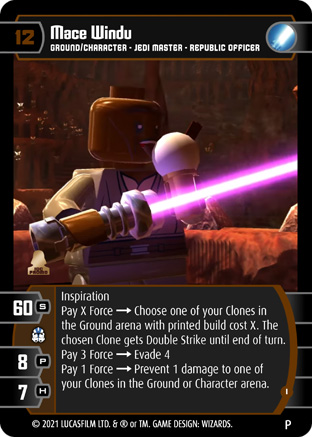 12
Mace Windu
GROUND/CHARACTER - JEDI MASTER - REPUBLIC OFFICER
60 S
8 P
7 H
Inspiration
Pay X Force → Choose one of your Clones in
the Ground arena with printed build cost X. The
chosen Clone gets Double Strike until end of turn.
Pay 3 Force → Evade 4
Pay 1 Force → Prevent 1 damage to one of
your Clones in the Ground or Character arena.
© 2021 LUCASFILM LTD. & ® or TM. GAME DESIGN: WIZARDS.
P